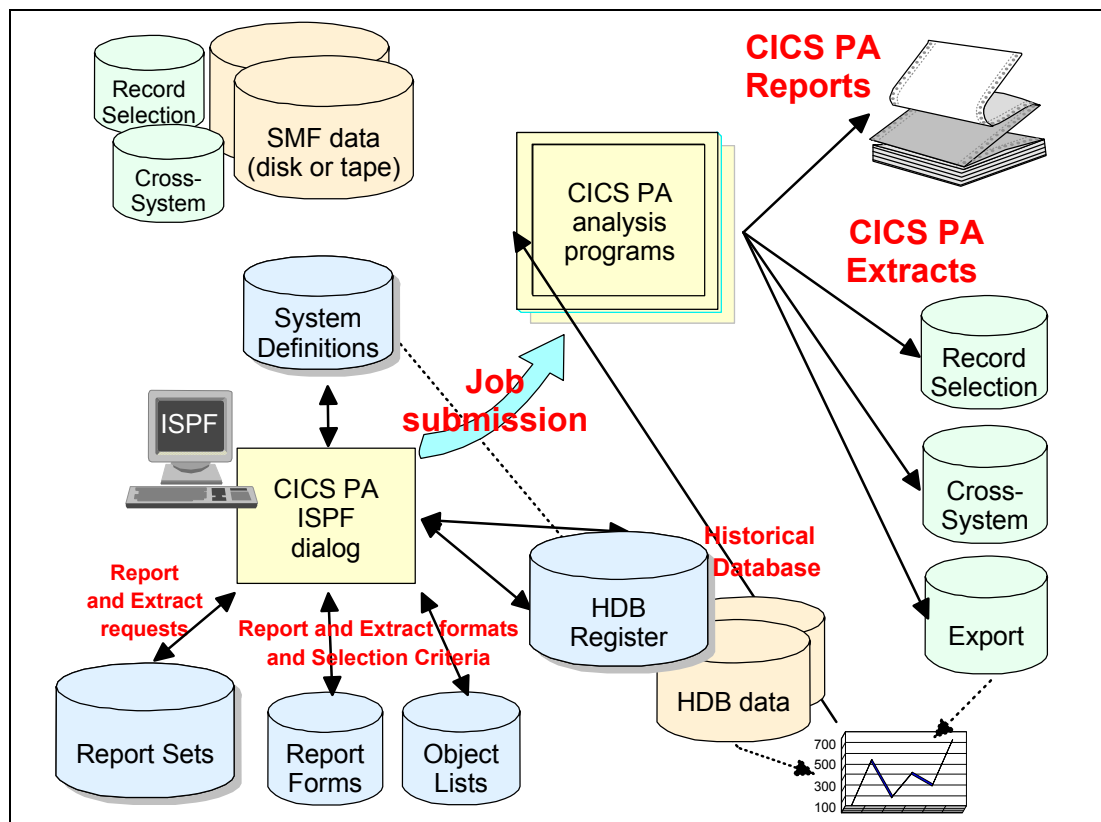 Record
Selection
Cross-
System
SMF data
(disk or tape)
CICS PA
Reports
CICS PA
analysis
programs
CICS PA
Extracts
System
Definitions
Job
submission
Record
Selection
ISPF
CICS PA
ISPF
dialog
Cross-
System
Historical
Database
Report
and Extract
requests
Report and Extract formats
and Selection Criteria
HDB
Register
Export
HDB data
Report Sets
Report
Forms
Object
Lists
700
500
300
100